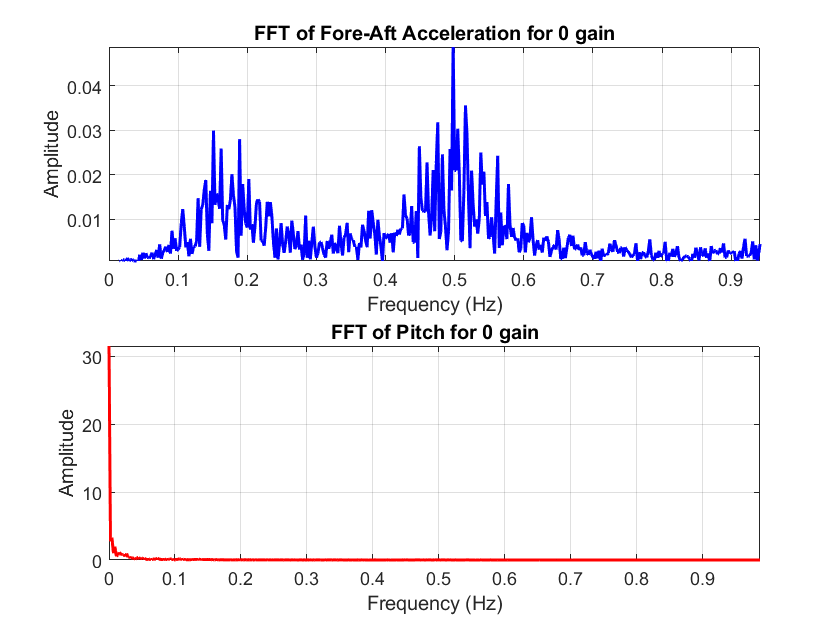 FFT of Fore-Aft Acceleration for 0 gain
Amplitude
0.04
0.03
0.02
0.01
0 0.1 0.2 0.3 0.4 0.5 0.6 0.7 0.8 0.9
Frequency (Hz)
FFT of Pitch for 0 gain
Amplitude
30
20
10
0
0 0.1 0.2 0.3 0.4 0.5 0.6 0.7 0.8 0.9
Frequency (Hz)